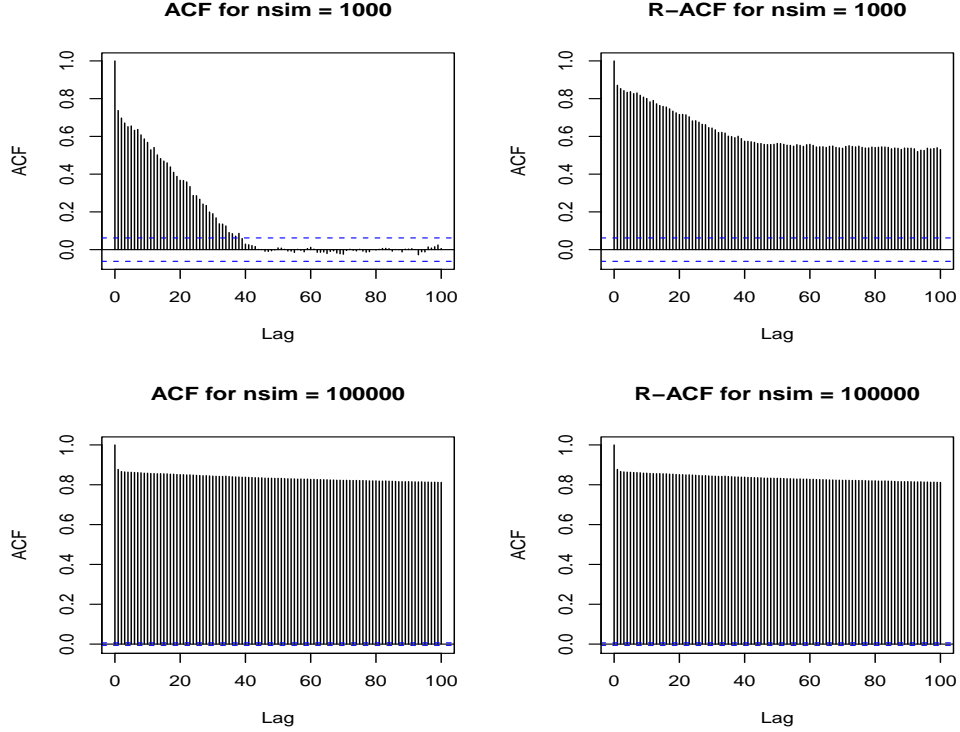 ACF for nsim = 1000
ACF
0.0 0.2 0.4 0.6 0.8 1.0
0 20 40 60 80 100
Lag
R−ACF for nsim = 1000
ACF
0.0 0.2 0.4 0.6 0.8 1.0
0 20 40 60 80 100
Lag
ACF for nsim = 100000
ACF
0.0 0.2 0.4 0.6 0.8 1.0
0 20 40 60 80 100
Lag
R−ACF for nsim = 100000
ACF
0.0 0.2 0.4 0.6 0.8 1.0
0 20 40 60 80 100
Lag